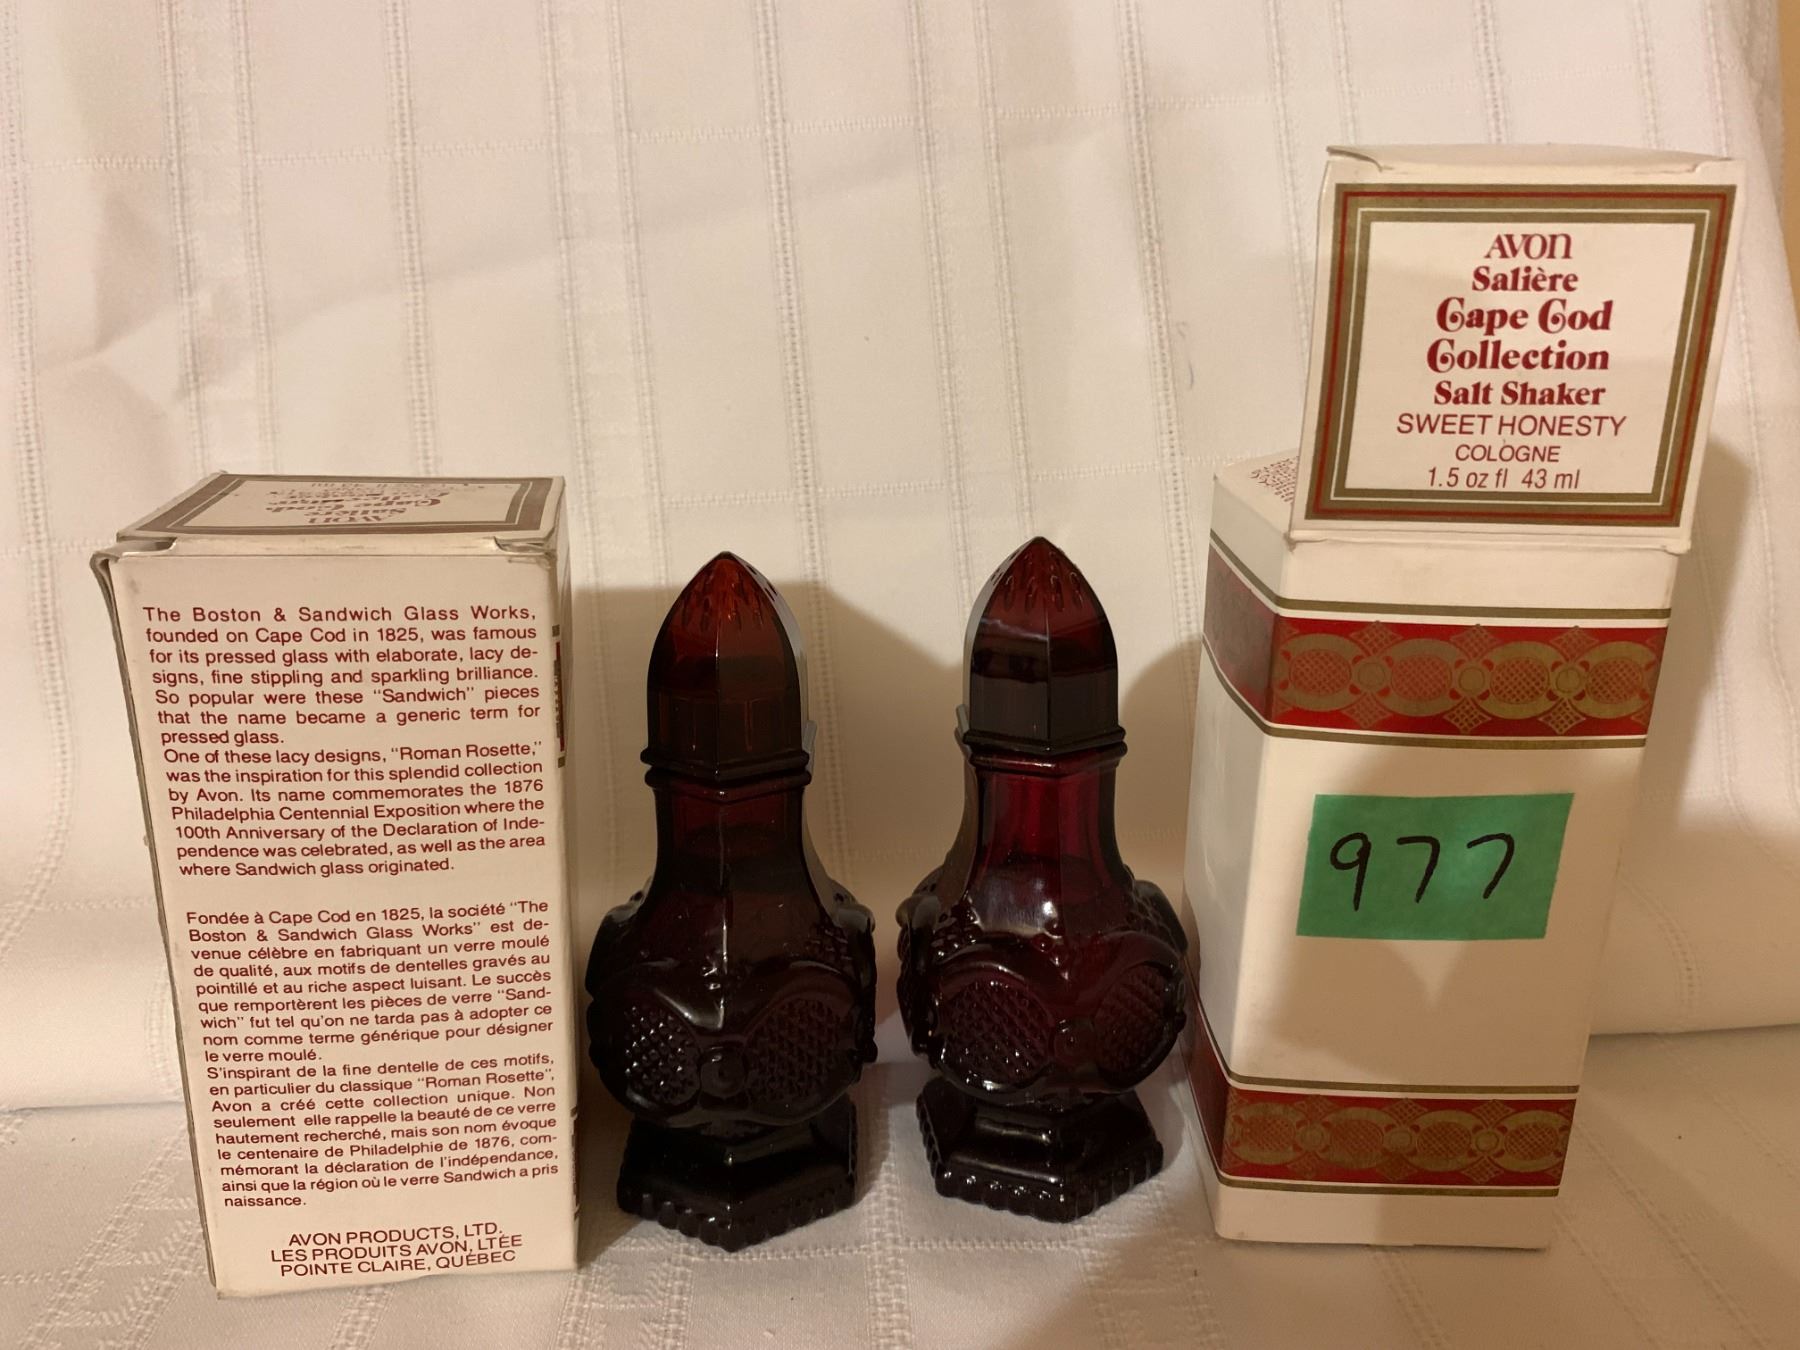 The Boston & Sandwich Glass Works,
founded on Cape Cod in 1825, was famous
for its pressed glass with elaborate, lacy de-
signs, fine stippling and sparkling brilliance.
So popular were these "Sandwich" pieces
that the name became a generic term for
pressed glass.
One of these lacy designs, "Roman Rosette,"
was the inspiration for this splendid collection
by Avon. Its name commemorates the 1876
Philadelphia Centennial Exposition where the
100th Anniversary of the Declaration of Inde-
pendence was celebrated, as well as the area
where Sandwich glass originated.
Fondée à Cape Cod en 1825, la société "The
Boston & Sandwich Glass Works" est de-
venue célèbre en fabriquant un verre moulé
de qualité, aux motifs de dentelles gravés au
pointillé et au riche aspect luisant. Le succès
que remportèrent les pièces de verre "Sand-
wich" fut tel qu'on ne tarda pas à adopter ce
nom comme terme générique pour désigner
le verre moulé.
S'inspirant de la fine dentelle de ces motifs,
en particulier du classique "Roman Rosette",
Avon a créé cette collection unique. Non
seulement elle rappelle la beauté de ce verre
hautement recherché, mais son nom évoque
le centenaire de Philadelphie de 1876, com-
mémorant la déclaration de l'indépendance,
ainsi que la région où le verre Sandwich a pris
naissance.
AVON PRODUCTS, LTD.
LES PRODUITS AVON, LTÉE
POINTE CLAIRE, QUÉBEC
AVON
Salière
Cape Cod
AVON
Salière
Cape Cod
Collection
Salt Shaker
SWEET HONESTY
COLOGNE
1.5 oz fl 43 ml
977